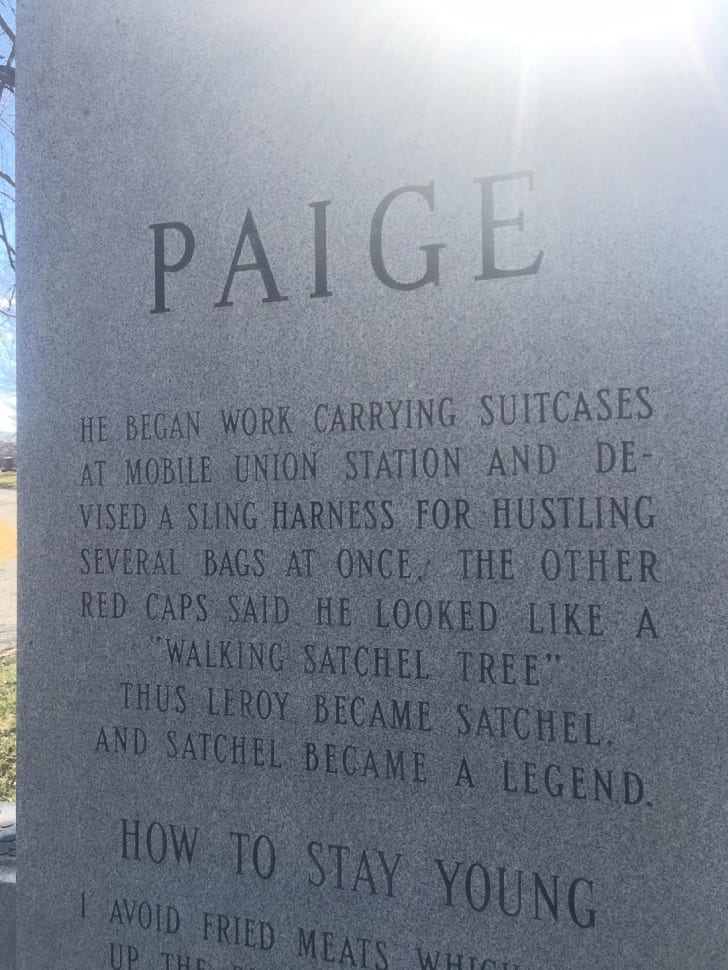 PAIGE
HE BEGAN WORK CARRYING SUITCASES
AT MOBILE UNION STATION AND DE-
VISED A SLING HARNESS FOR HUSTLING
SEVERAL BAGS AT ONCE. THE OTHER
RED CAPS SAID HE LOOKED LIKE A
"WALKING SATCHEL TREE"
THUS LEROY BECAME SATCHEL.
AND SATCHEL BECAME A LEGEND.
HOW TO STAY YOUNG
1 AVOID FRIED MEATS
UP THE